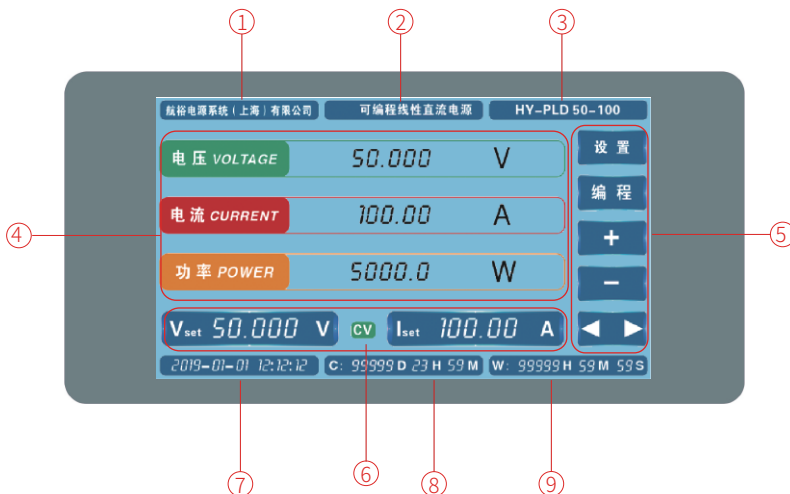 ① ② ③
航裕电源系统（上海）有限公司 可编程线性直流电源 HY-PLD 50-100
电压 VOLTAGE 50.000 V 设置
编程
④ 电流 CURRENT 100.00 A + ⑤
功率 POWER 5000.0 W −
Vset 50.000 V CV Iset 100.00 A ◀ ▶
2019-01-01 12:12:12 C: 99999 D 23 H 59 M W: 99999 H 59 M 59 S
⑦ ⑥ ⑧ ⑨